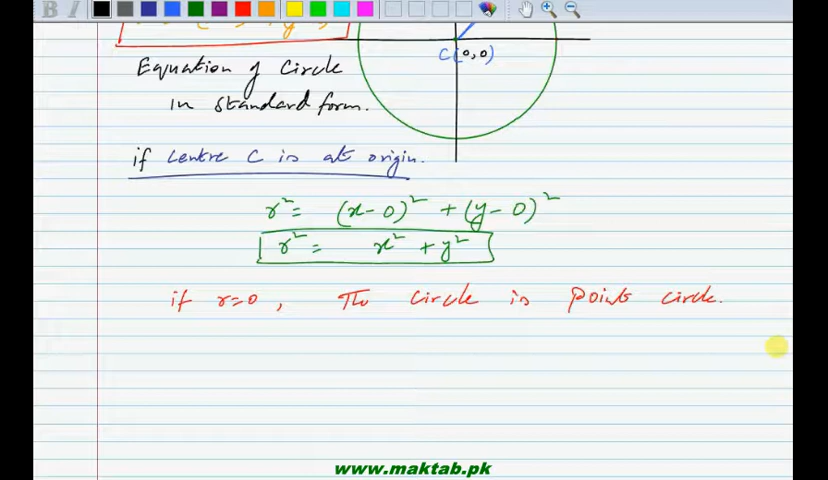 C(0,0)
Equation of Circle
in standard form.
if centre C is at origin.
r² = (x-0)² + (y-0)²
r² = x² + y²
if r=0, The circle is point circle.
www.maktab.pk